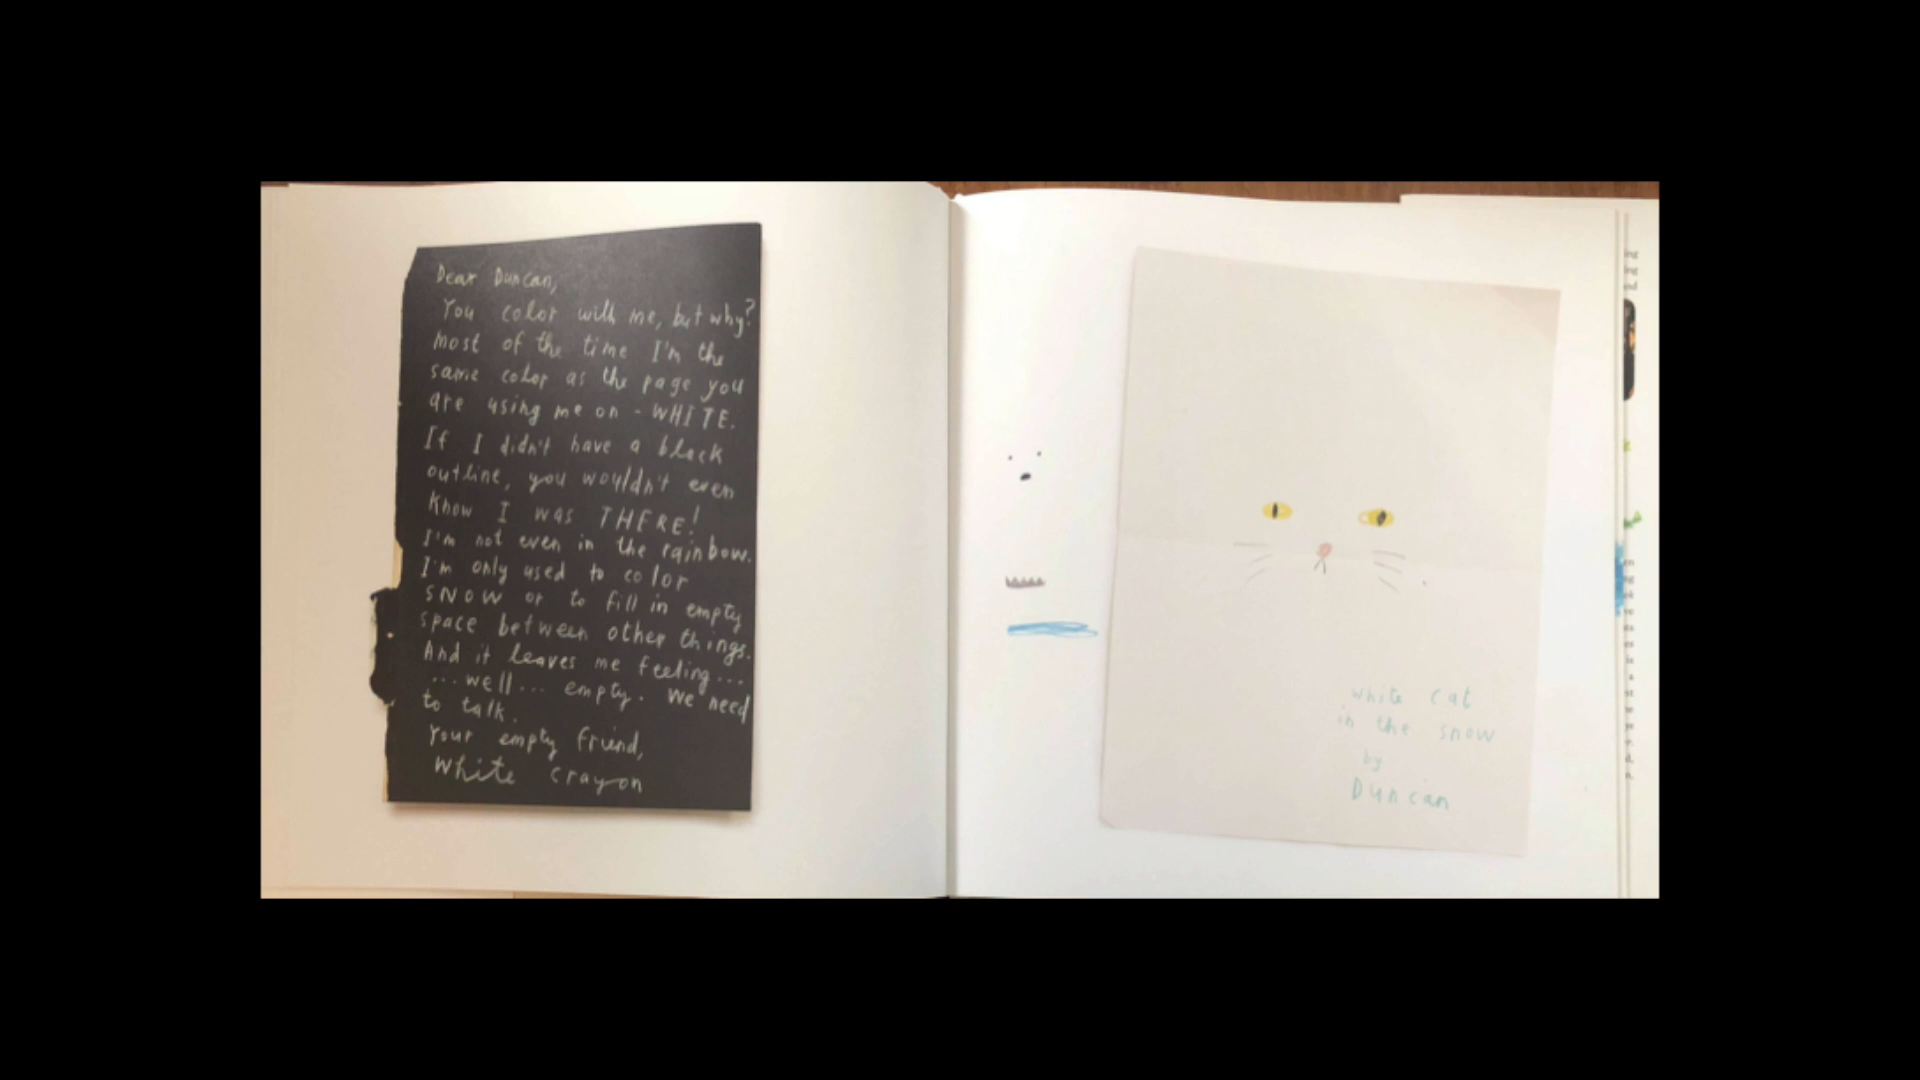 Dear Duncan,
You color with me, but why?
Most of the time I'm the
same color as the page you
are using me on - WHITE.
If I didn't have a black
outline, you wouldn't even
know I was THERE!
I'm not even in the rainbow.
I'm only used to color
SNOW or to fill in empty
space between other things.
And it leaves me feeling...
...well... empty. We need
to talk.
Your empty friend,
White crayon
white cat
in the snow
by
Duncan